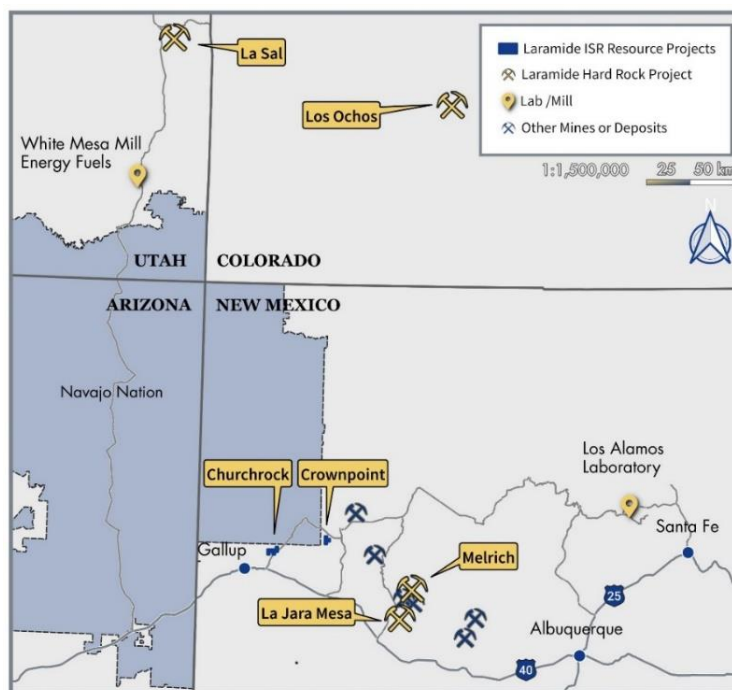 La Sal
Los Ochos
Laramide ISR Resource Projects
Laramide Hard Rock Project
Lab /Mill
Other Mines or Deposits
1:1,500,000 25 50 km
N
White Mesa Mill
Energy Fuels
UTAH COLORADO
ARIZONA NEW MEXICO
Navajo Nation
Churchrock
Crownpoint
Los Alamos
Laboratory
Santa Fe
Gallup
Melrich
La Jara Mesa
25
Albuquerque
40